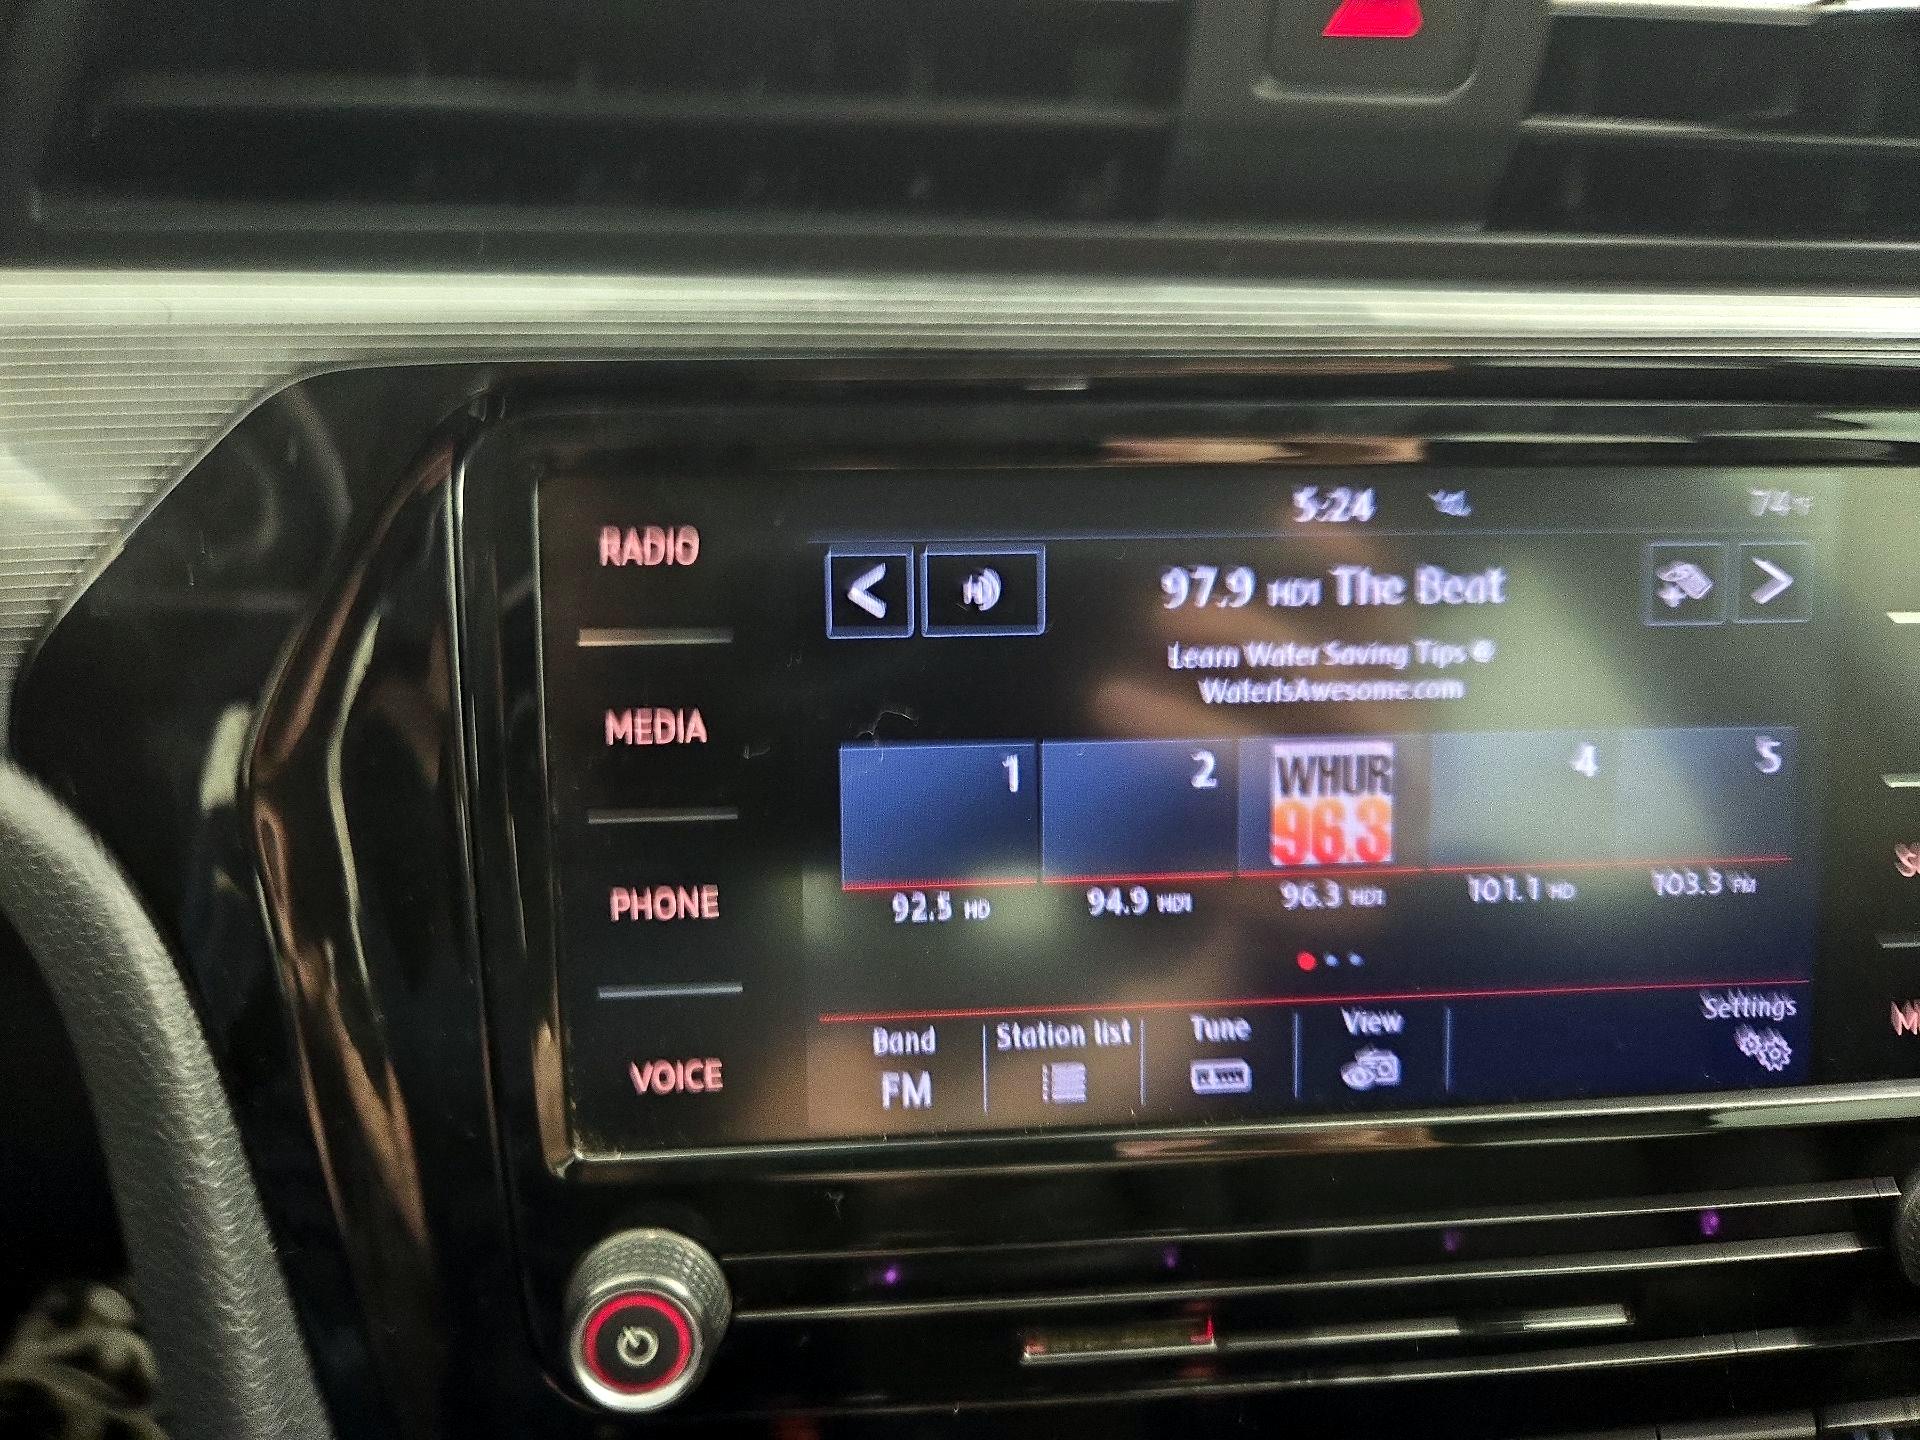 5:24
74°F
RADIO
97.9 HD1 The Beat
Learn Water Saving Tips @
WaterIsAwesome.com
MEDIA
1
2
WHUR
96.3
4
5
PHONE
92.5 HD
94.9 HD1
96.3 HD1
101.1 HD
103.3 FM
VOICE
Band
FM
Station list
Tune
View
Settings